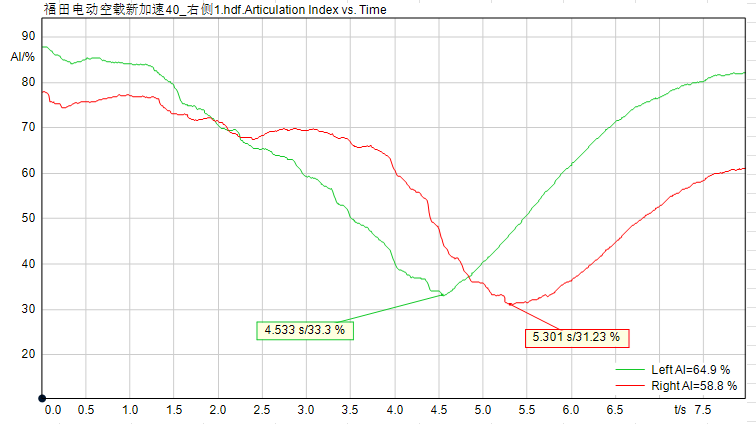 福田电动空载新加速40_右侧1.hdf.Articulation Index vs. Time
90
AI/%
80
70
60
50
40
30
20
4.533 s/33.3 %
5.301 s/31.23 %
Left AI=64.9 %
Right AI=58.8 %
0.0 0.5 1.0 1.5 2.0 2.5 3.0 3.5 4.0 4.5 5.0 5.5 6.0 6.5 t/s 7.5